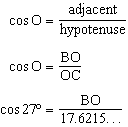 cos O = adjacent / hypotenuse
cos O = BO / OC
cos 27° = BO / 17.6215...